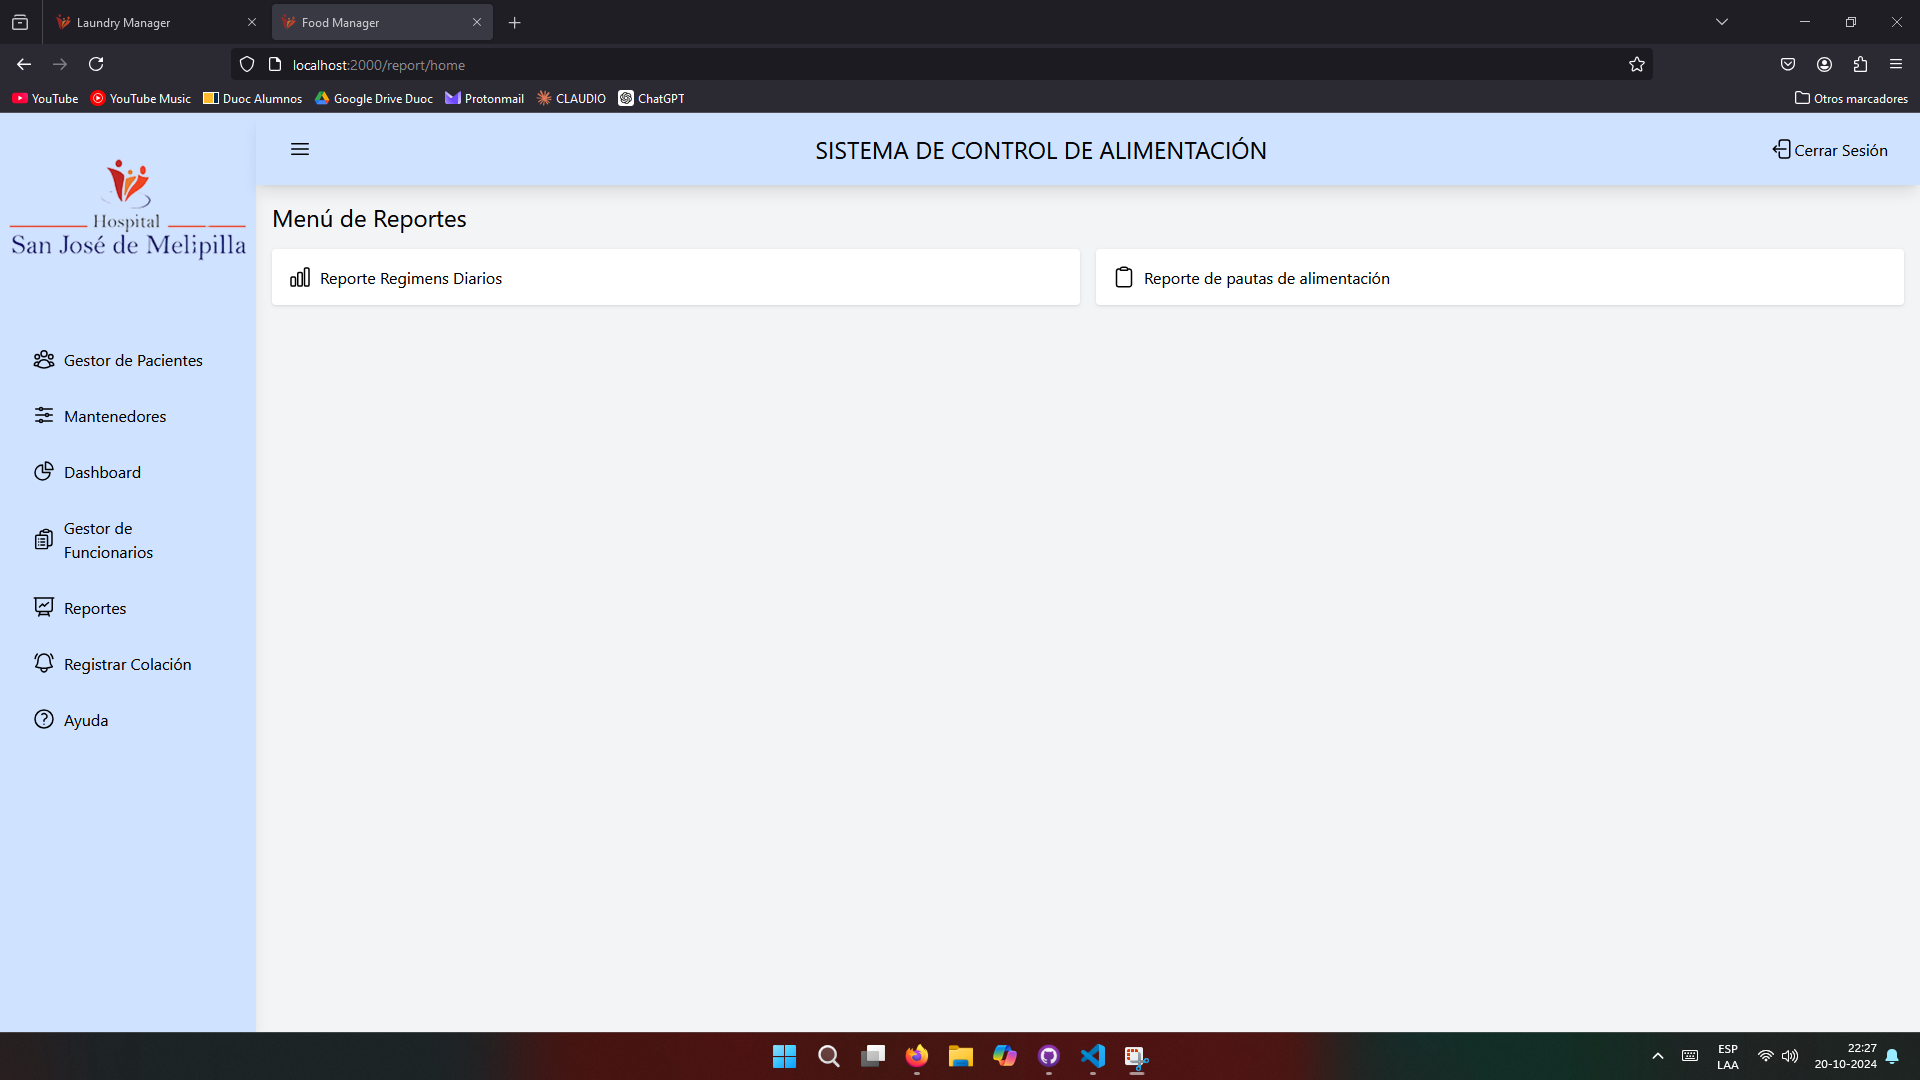 Laundry Manager
Food Manager
localhost:2000/report/home
YouTube
YouTube Music
Duoc Alumnos
Google Drive Duoc
Protonmail
CLAUDIO
ChatGPT
Otros marcadores
Hospital
San José de Melipilla
SISTEMA DE CONTROL DE ALIMENTACIÓN
Cerrar Sesión
Gestor de Pacientes
Mantenedores
Dashboard
Gestor de
Funcionarios
Reportes
Registrar Colación
Ayuda
Menú de Reportes
Reporte Regimens Diarios
Reporte de pautas de alimentación
ESP
LAA
22:27
20-10-2024